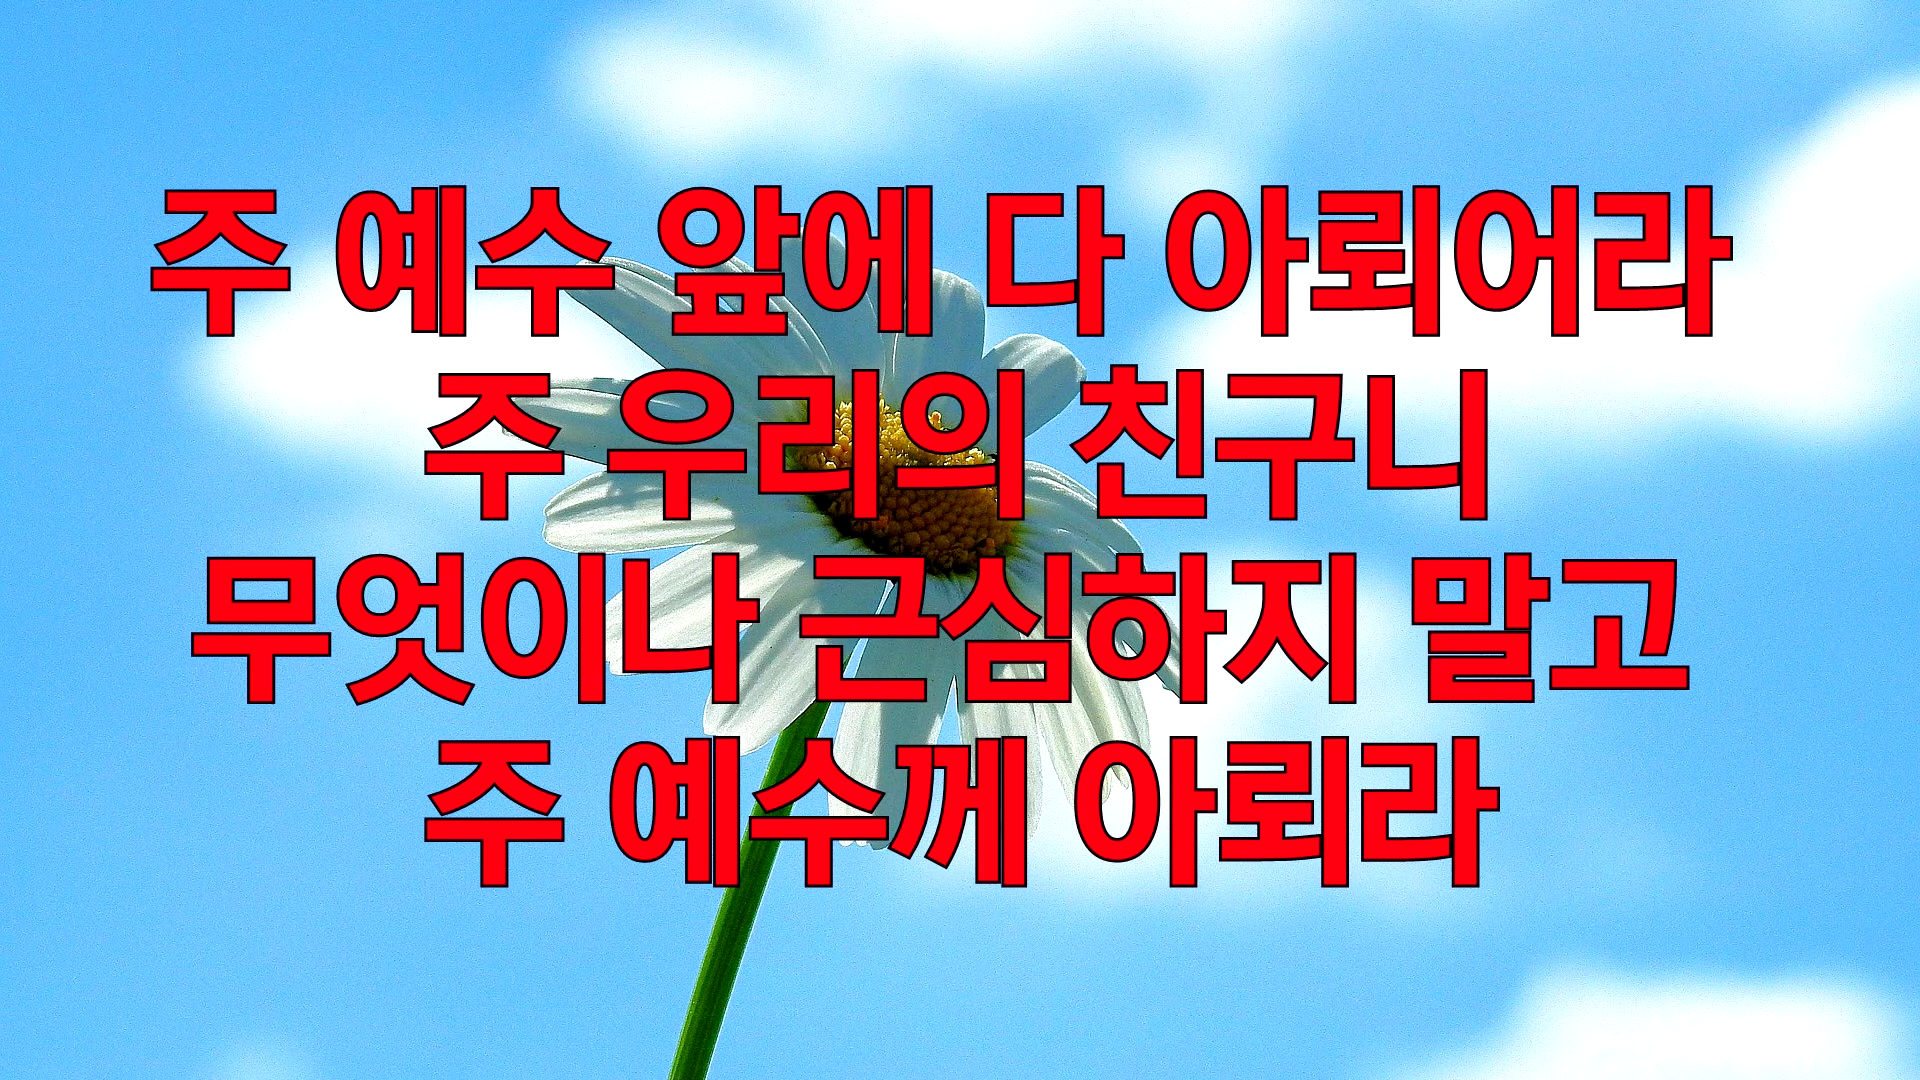 주 예수 앞에 다 아뢰어라
주 우리의 친구니
무엇이나 근심하지 말고
주 예수께 아뢰라